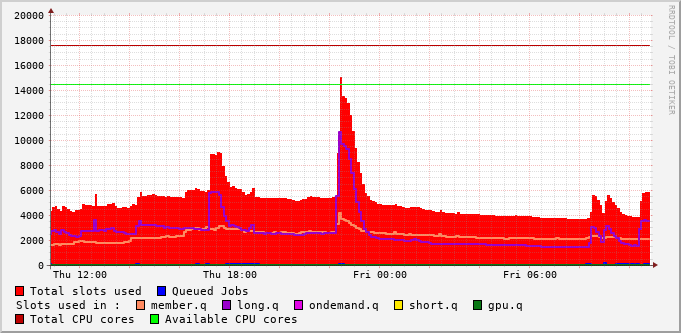 20000
18000
16000
14000
12000
10000
8000
6000
4000
2000
0
Thu 12:00 Thu 18:00 Fri 00:00 Fri 06:00
Total slots used Queued Jobs
Slots used in : member.q long.q ondemand.q short.q gpu.q
Total CPU cores Available CPU cores
RRDTOOL / TOBI OETIKER